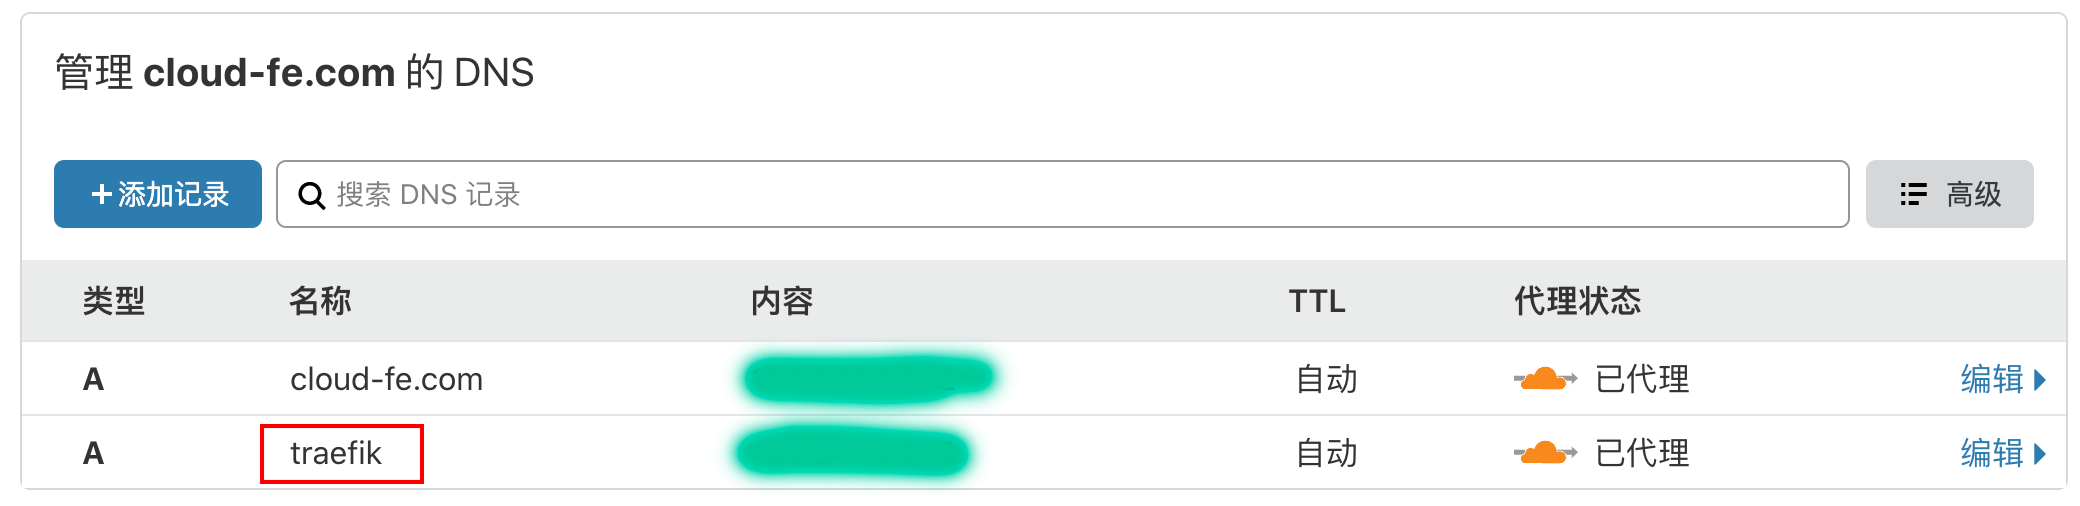 管理 cloud-fe.com 的 DNS
+添加记录 搜索 DNS 记录 高级
类型 名称 内容 TTL 代理状态
A cloud-fe.com 自动 已代理 编辑
A traefik 自动 已代理 编辑